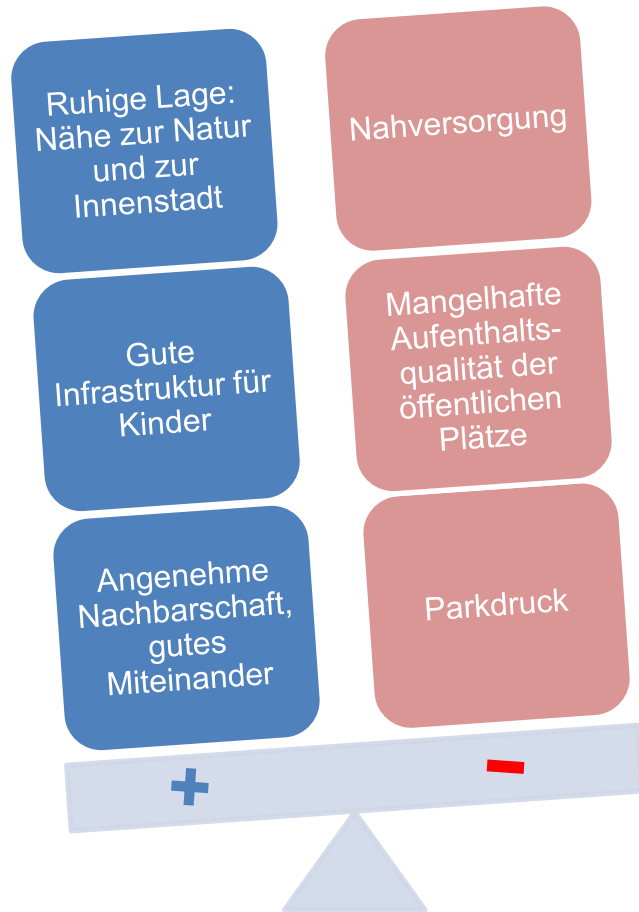 Ruhige Lage:
Nähe zur Natur
und zur
Innenstadt
Gute
Infrastruktur für
Kinder
Angenehme
Nachbarschaft,
gutes
Miteinander
Nahversorgung
Mangelhafte
Aufenthalts-
qualität der
öffentlichen
Plätze
Parkdruck
+
-